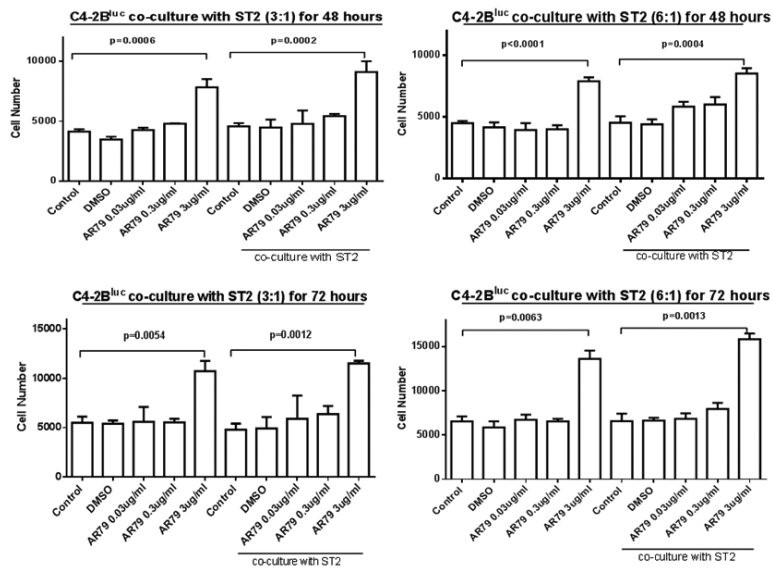 C4-2Bluc co-culture with ST2 (3:1) for 48 hours
p=0.0006
p=0.0002
Cell Number
10000
5000
0
Control
DMSO
AR79 0.03ug/ml
AR79 0.3ug/ml
AR79 3ug/ml
Control
DMSO
AR79 0.03ug/ml
AR79 0.3ug/ml
AR79 3ug/ml
co-culture with ST2
C4-2Bluc co-culture with ST2 (6:1) for 48 hours
p<0.0001
p=0.0004
Cell Number
10000
5000
0
Control
DMSO
AR79 0.03ug/ml
AR79 0.3ug/ml
AR79 3ug/ml
Control
DMSO
AR79 0.03ug/ml
AR79 0.3ug/ml
AR79 3ug/ml
co-culture with ST2
C4-2Bluc co-culture with ST2 (3:1) for 72 hours
p=0.0054
p=0.0012
Cell Number
15000
10000
5000
0
Control
DMSO
AR79 0.03ug/ml
AR79 0.3ug/ml
AR79 3ug/ml
Control
DMSO
AR79 0.03ug/ml
AR79 0.3ug/ml
AR79 3ug/ml
co-culture with ST2
C4-2Bluc co-culture with ST2 (6:1) for 72 hours
p=0.0063
p=0.0013
Cell Number
15000
10000
5000
0
Control
DMSO
AR79 0.03ug/ml
AR79 0.3ug/ml
AR79 3ug/ml
Control
DMSO
AR79 0.03ug/ml
AR79 0.3ug/ml
AR79 3ug/ml
co-culture with ST2